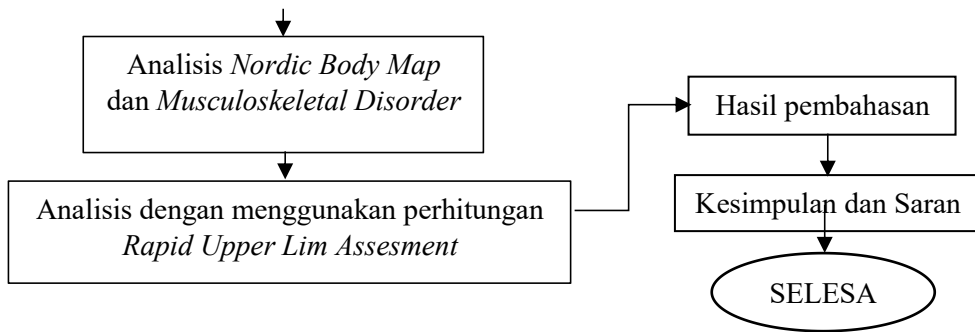 Analisis Nordic Body Map
dan Musculoskeletal Disorder
Analisis dengan menggunakan perhitungan
Rapid Upper Lim Assesment
Hasil pembahasan
Kesimpulan dan Saran
SELESA